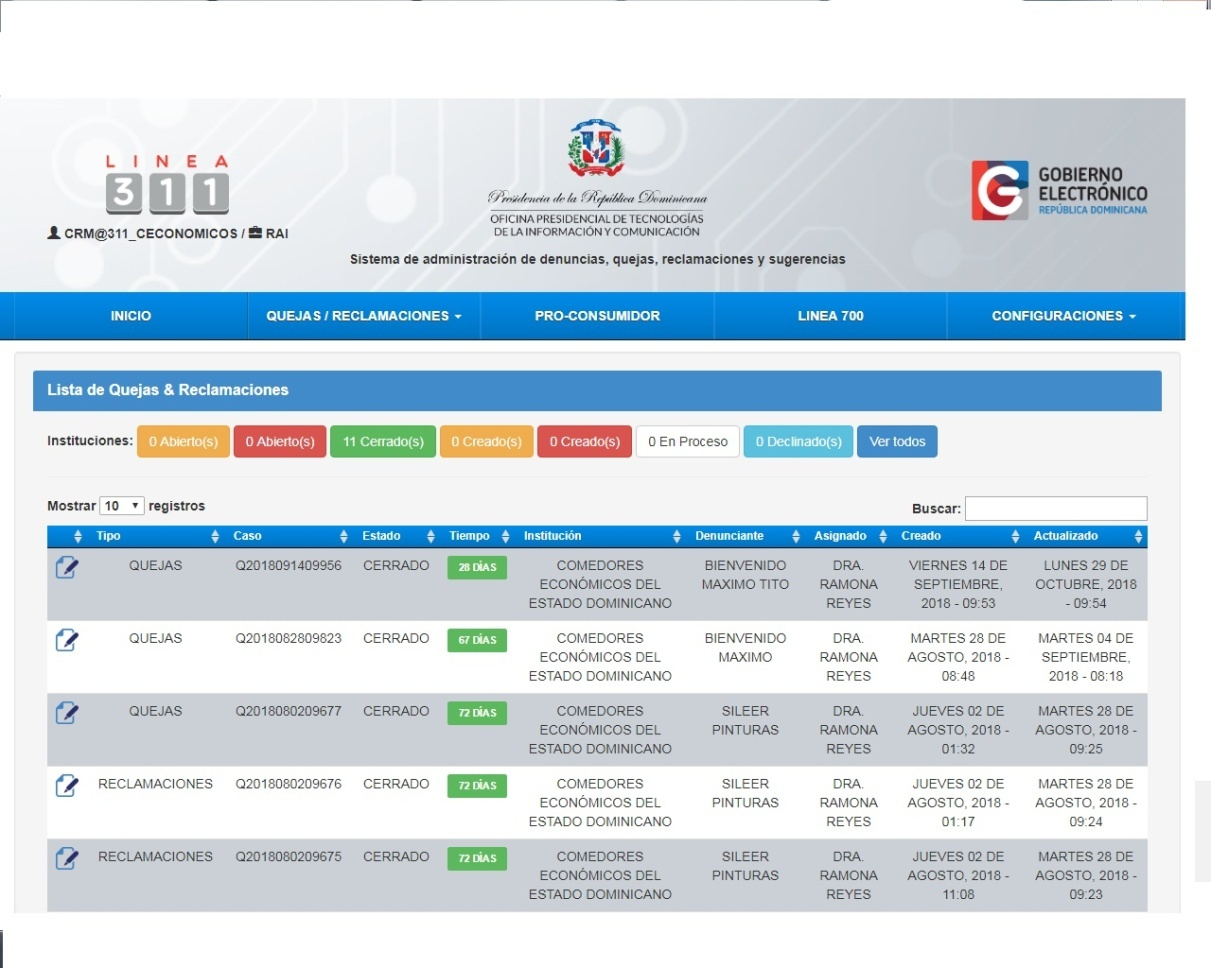 LINEA
311
CRM@311_CECONOMICOS / RAI
Presidencia de la República Dominicana
OFICINA PRESIDENCIAL DE TECNOLOGÍAS
DE LA INFORMACIÓN Y COMUNICACIÓN
GOBIERNO
ELECTRÓNICO
REPÚBLICA DOMINICANA
Sistema de administración de denuncias, quejas, reclamaciones y sugerencias
INICIO QUEJAS / RECLAMACIONES PRO-CONSUMIDOR LINEA 700 CONFIGURACIONES
Lista de Quejas & Reclamaciones
Instituciones: 0 Abierto(s) 0 Abierto(s) 11 Cerrado(s) 0 Creado(s) 0 Creado(s) 0 En Proceso 0 Declinado(s) Ver todos
Mostrar 10 registros Buscar:
Tipo Caso Estado Tiempo Institución Denunciante Asignado Creado Actualizado
QUEJAS Q2018091409956 CERRADO 28 DÍAS COMEDORES BIENVENIDO DRA. VIERNES 14 DE LUNES 29 DE
ECONÓMICOS DEL MAXIMO TITO RAMONA SEPTIEMBRE, OCTUBRE, 2018
ESTADO DOMINICANO REYES 2018 - 09:53 - 09:54
QUEJAS Q2018082809823 CERRADO 67 DÍAS COMEDORES BIENVENIDO DRA. MARTES 28 DE MARTES 04 DE
ECONÓMICOS DEL MAXIMO RAMONA AGOSTO, 2018 - SEPTIEMBRE,
ESTADO DOMINICANO REYES 08:48 2018 - 08:18
QUEJAS Q2018080209677 CERRADO 72 DÍAS COMEDORES SILEER DRA. JUEVES 02 DE MARTES 28 DE
ECONÓMICOS DEL PINTURAS RAMONA AGOSTO, 2018 - AGOSTO, 2018 -
ESTADO DOMINICANO REYES 01:32 09:25
RECLAMACIONES Q2018080209676 CERRADO 72 DÍAS COMEDORES SILEER DRA. JUEVES 02 DE MARTES 28 DE
ECONÓMICOS DEL PINTURAS RAMONA AGOSTO, 2018 - AGOSTO, 2018 -
ESTADO DOMINICANO REYES 01:17 09:24
RECLAMACIONES Q2018080209675 CERRADO 72 DÍAS COMEDORES SILEER DRA. JUEVES 02 DE MARTES 28 DE
ECONÓMICOS DEL PINTURAS RAMONA AGOSTO, 2018 - AGOSTO, 2018 -
ESTADO DOMINICANO REYES 11:08 09:23